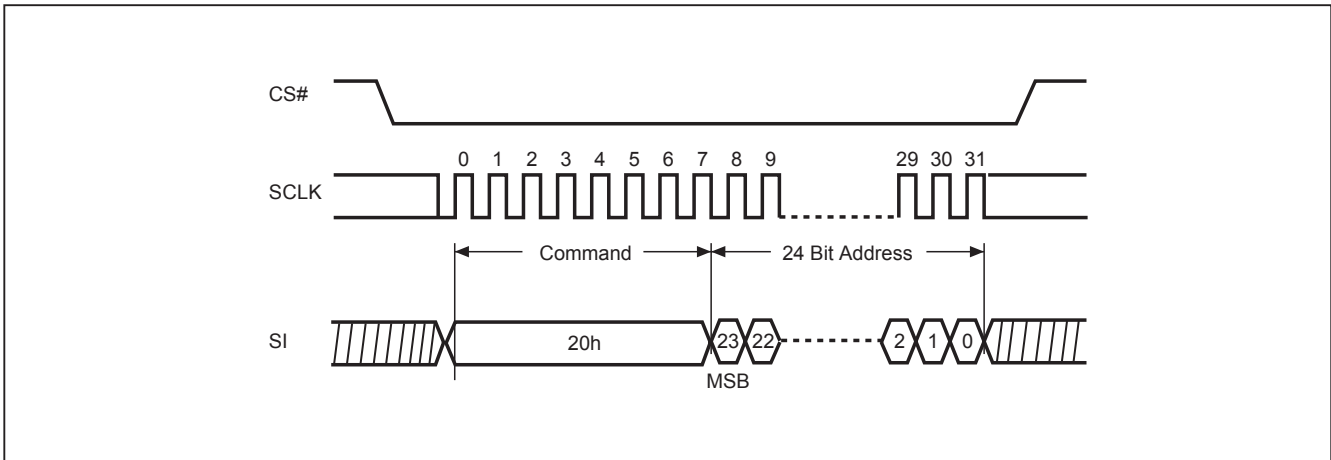 CS#
0 1 2 3 4 5 6 7 8 9 29 30 31
SCLK
Command 24 Bit Address
SI 20h 23 22 2 1 0
MSB